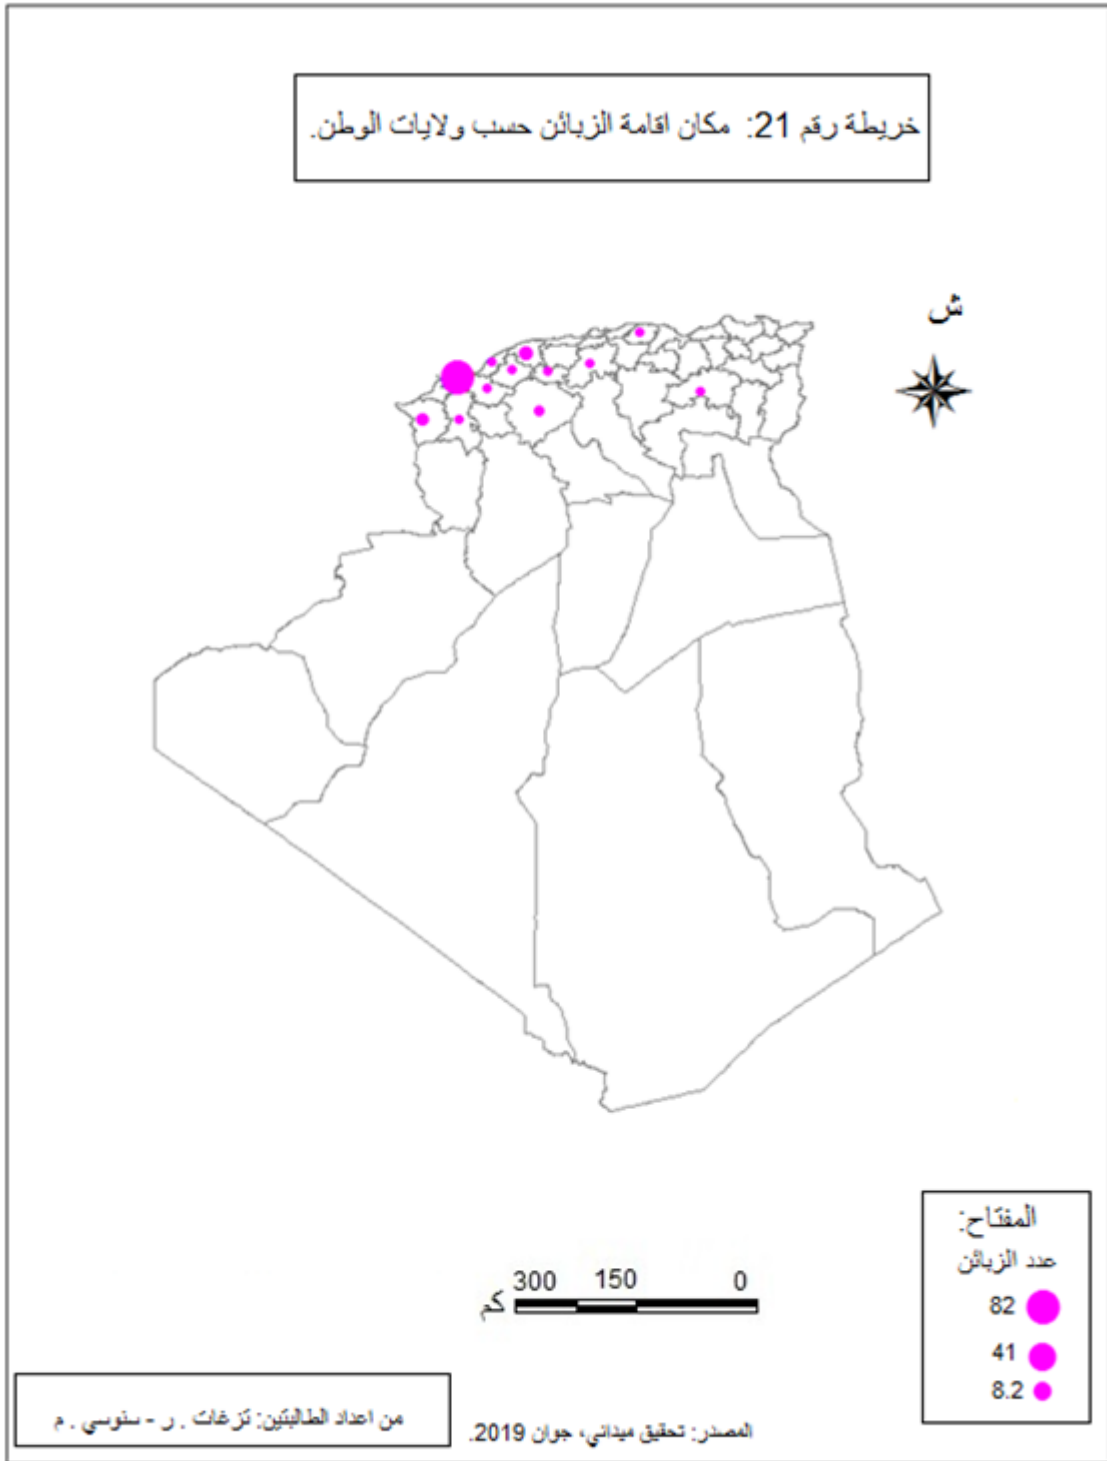 خريطة رقم 21: مكان اقامة الزبائن حسب ولايات الوطن.
ش
المفتاح:
عدد الزبائن
82
41
8.2
300 150 0
كم
المصدر: تحقيق ميداني، جوان 2019.
من اعداد الطالبتين: تزغات . ر - سنوسي . م